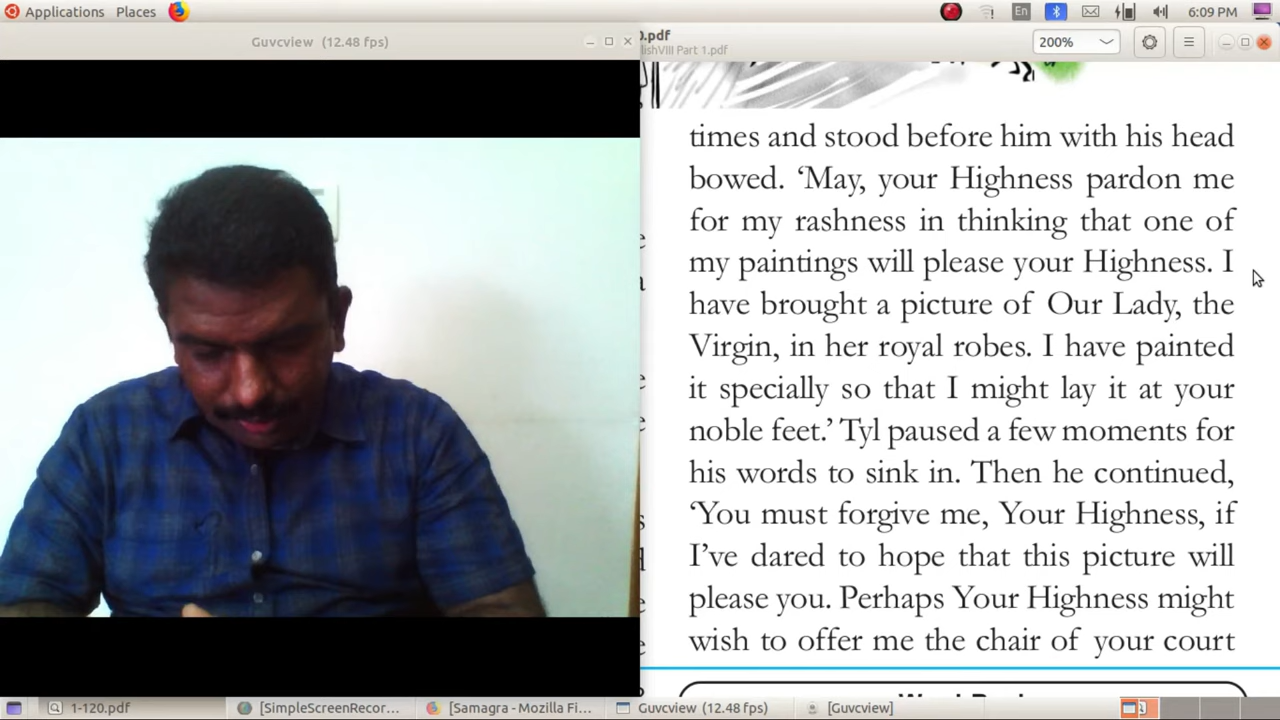 Applications Places En 6:09 PM
Guvcview (12.48 fps)
0.pdf
lishVIII Part 1.pdf
200%
times and stood before him with his head
bowed. ‘May, your Highness pardon me
for my rashness in thinking that one of
my paintings will please your Highness. I
have brought a picture of Our Lady, the
Virgin, in her royal robes. I have painted
it specially so that I might lay it at your
noble feet.’ Tyl paused a few moments for
his words to sink in. Then he continued,
‘You must forgive me, Your Highness, if
I’ve dared to hope that this picture will
please you. Perhaps Your Highness might
wish to offer me the chair of your court
1-120.pdf [SimpleScreenRecor... [Samagra - Mozilla Fi... Guvcview (12.48 fps) [Guvcview]